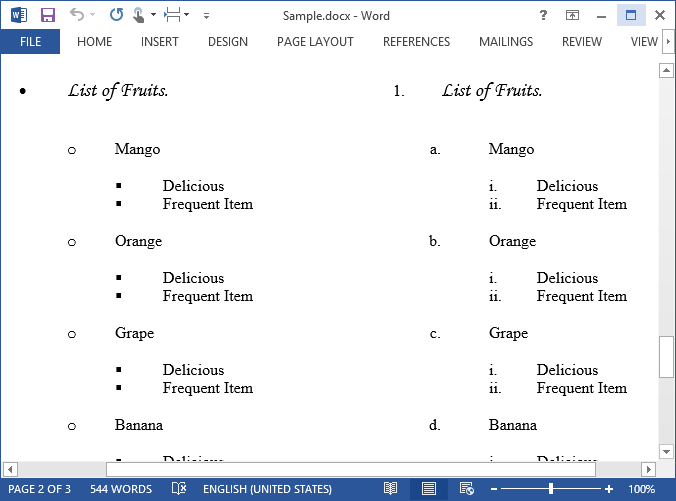 Sample.docx - Word
?
FILE HOME INSERT DESIGN PAGE LAYOUT REFERENCES MAILINGS REVIEW VIEW
• List of Fruits. 1. List of Fruits.
o Mango a. Mango
▪ Delicious i. Delicious
▪ Frequent Item ii. Frequent Item
o Orange b. Orange
▪ Delicious i. Delicious
▪ Frequent Item ii. Frequent Item
o Grape c. Grape
▪ Delicious i. Delicious
▪ Frequent Item ii. Frequent Item
o Banana d. Banana
▪ Delicious i. Delicious
PAGE 2 OF 3 544 WORDS ENGLISH (UNITED STATES) 100%